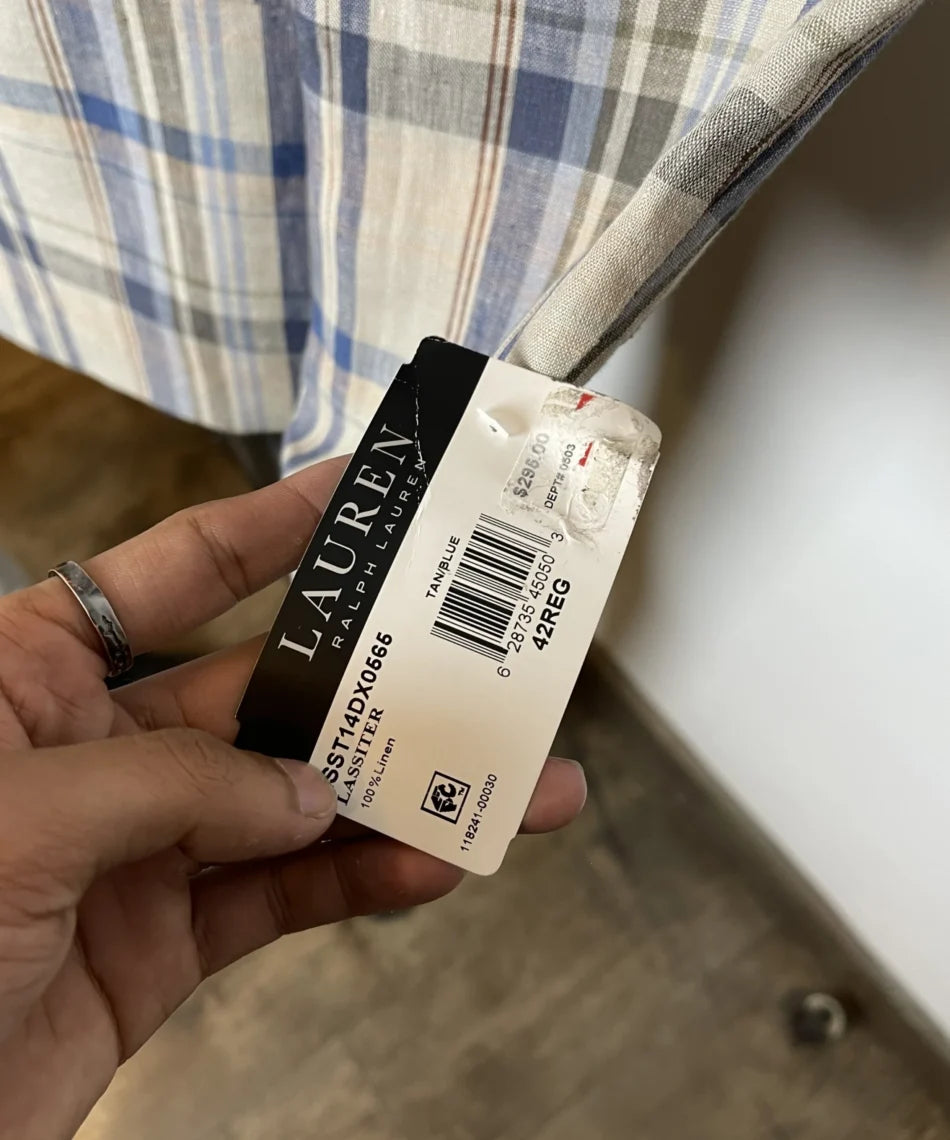 LAUREN
RALPH LAUREN
$295.00
DEPT# 0503
TAN/BLUE
6 28735 45050 3
42REG
SST14DX0565
LASSITER
100% Linen
118241-00030